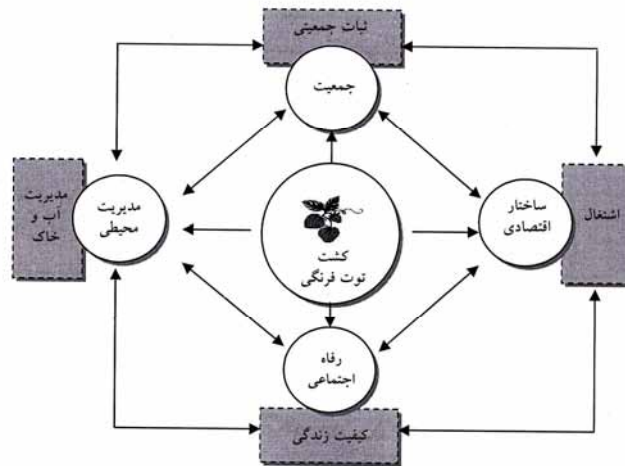 ثبات جمعیتی
جمعیت
مدیریت
آب و
خاک
مدیریت
محیطی
کشت
توت فرنگی
ساختار
اقتصادی
اشتغال
رفاه
اجتماعی
کیفیت زندگی